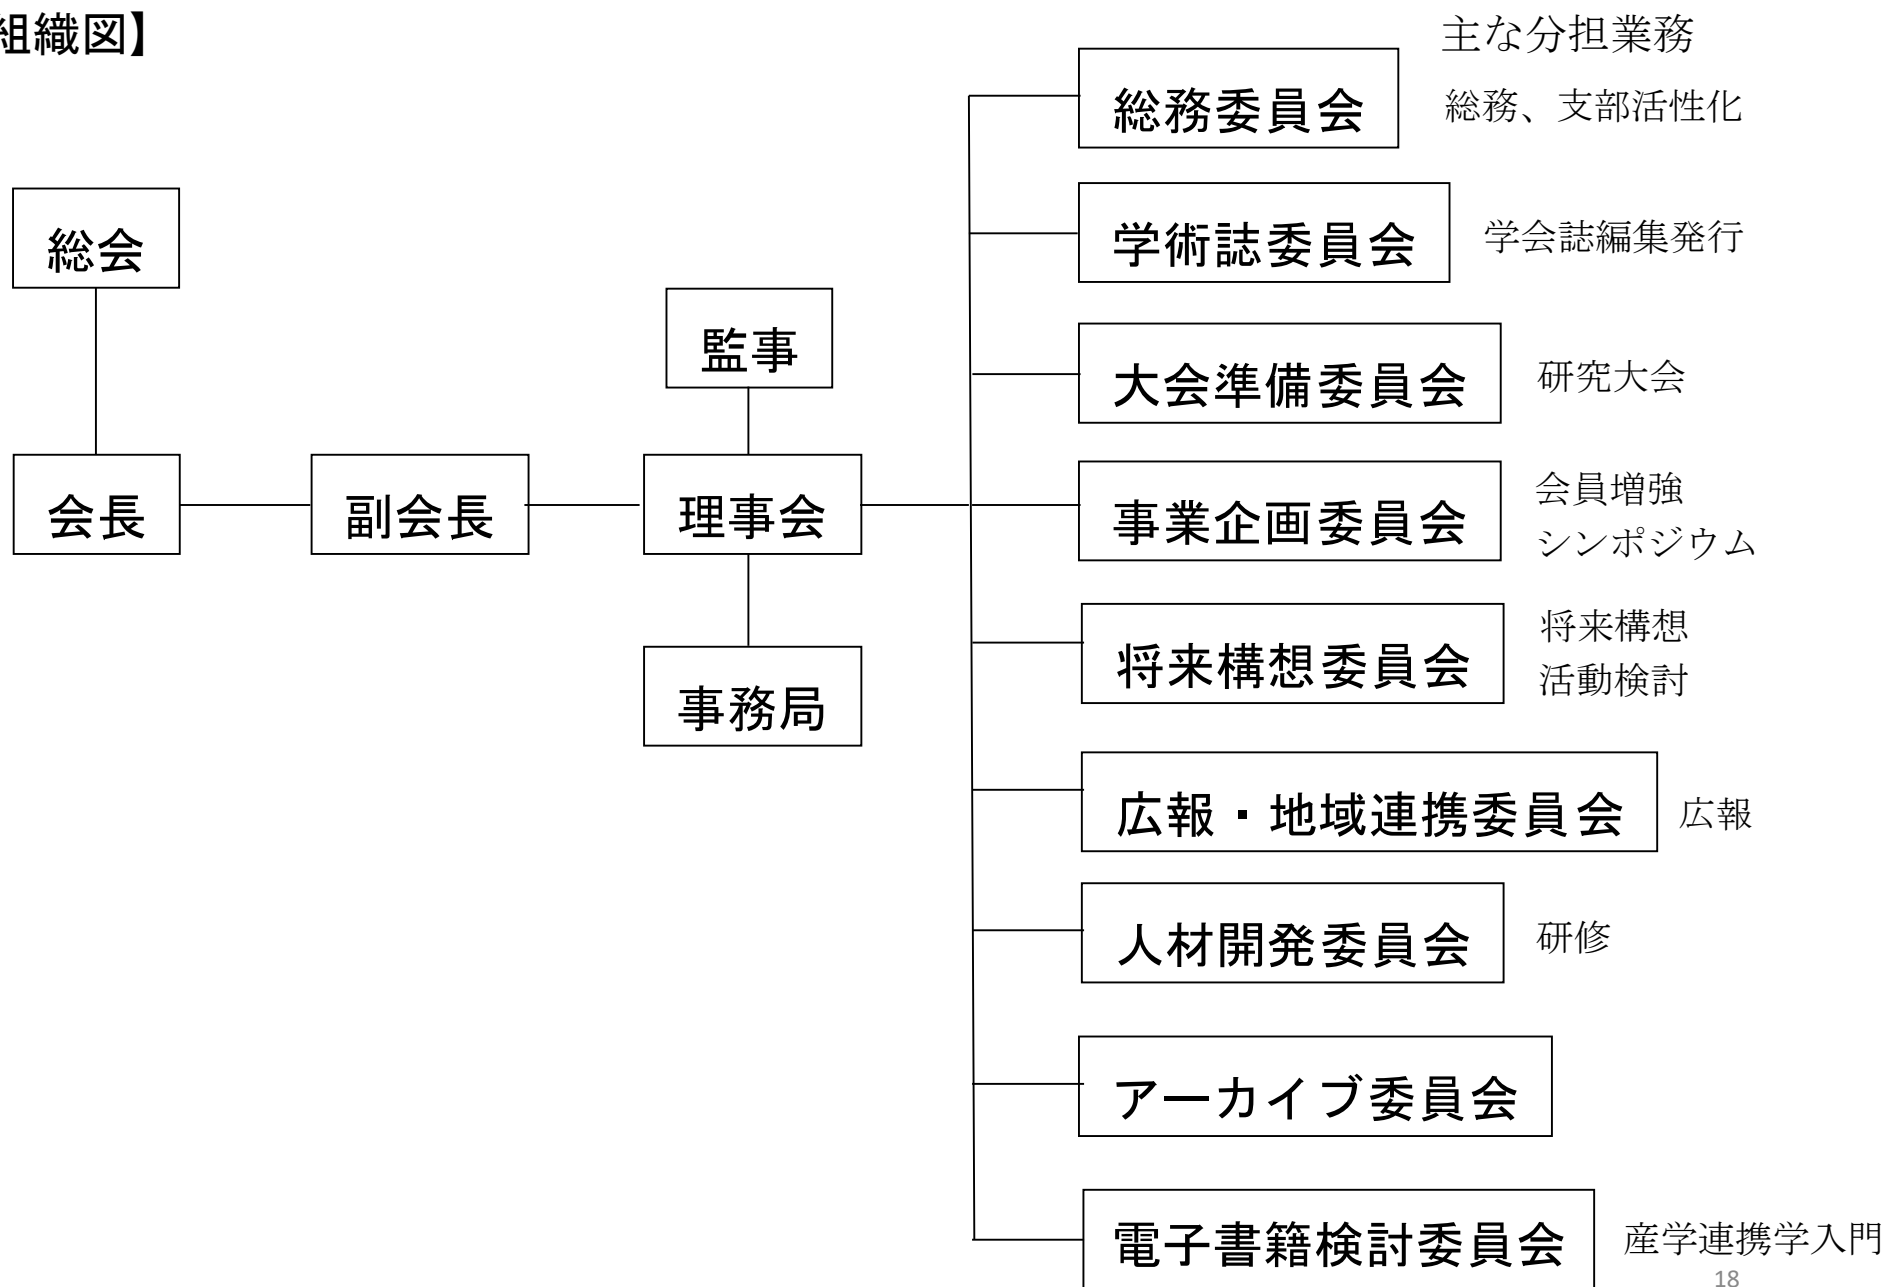 組織図】
主な分担業務
総務委員会
総務、支部活性化
総会
学術誌委員会
学会誌編集発行
監事
大会準備委員会
研究大会
会長
副会長
理事会
事業企画委員会
会員増強
シンポジウム
将来構想委員会
将来構想
活動検討
事務局
広報・地域連携委員会
広報
人材開発委員会
研修
アーカイブ委員会
電子書籍検討委員会
産学連携学入門
18